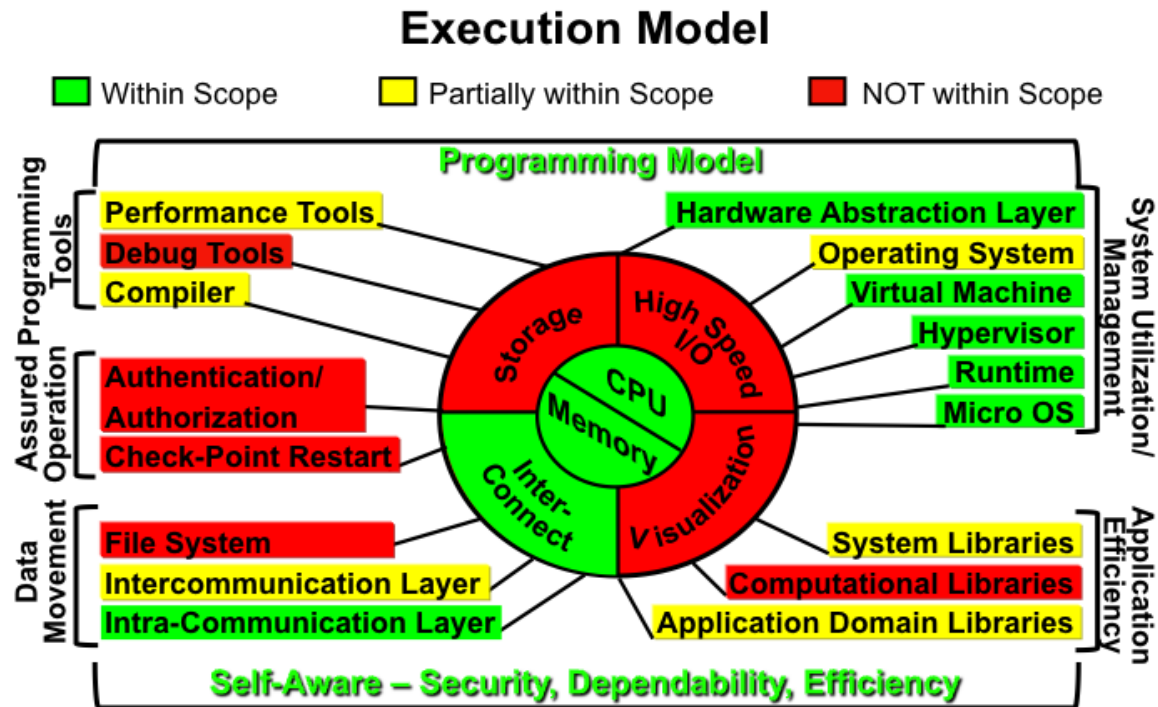 Execution Model
Within Scope
Partially within Scope
NOT within Scope
Programming Model
Assured Programming
Tools
Performance Tools
Debug Tools
Compiler
Operation
Authentication/
Authorization
Check-Point Restart
Data
Movement
File System
Intercommunication Layer
Intra-Communication Layer
Storage
High Speed
I/O
CPU
Memory
Inter-
Connect
Visualization
Hardware Abstraction Layer
Operating System
Virtual Machine
Hypervisor
Runtime
Micro OS
System Utilization/
Management
System Libraries
Computational Libraries
Application Domain Libraries
Application
Efficiency
Self-Aware – Security, Dependability, Efficiency